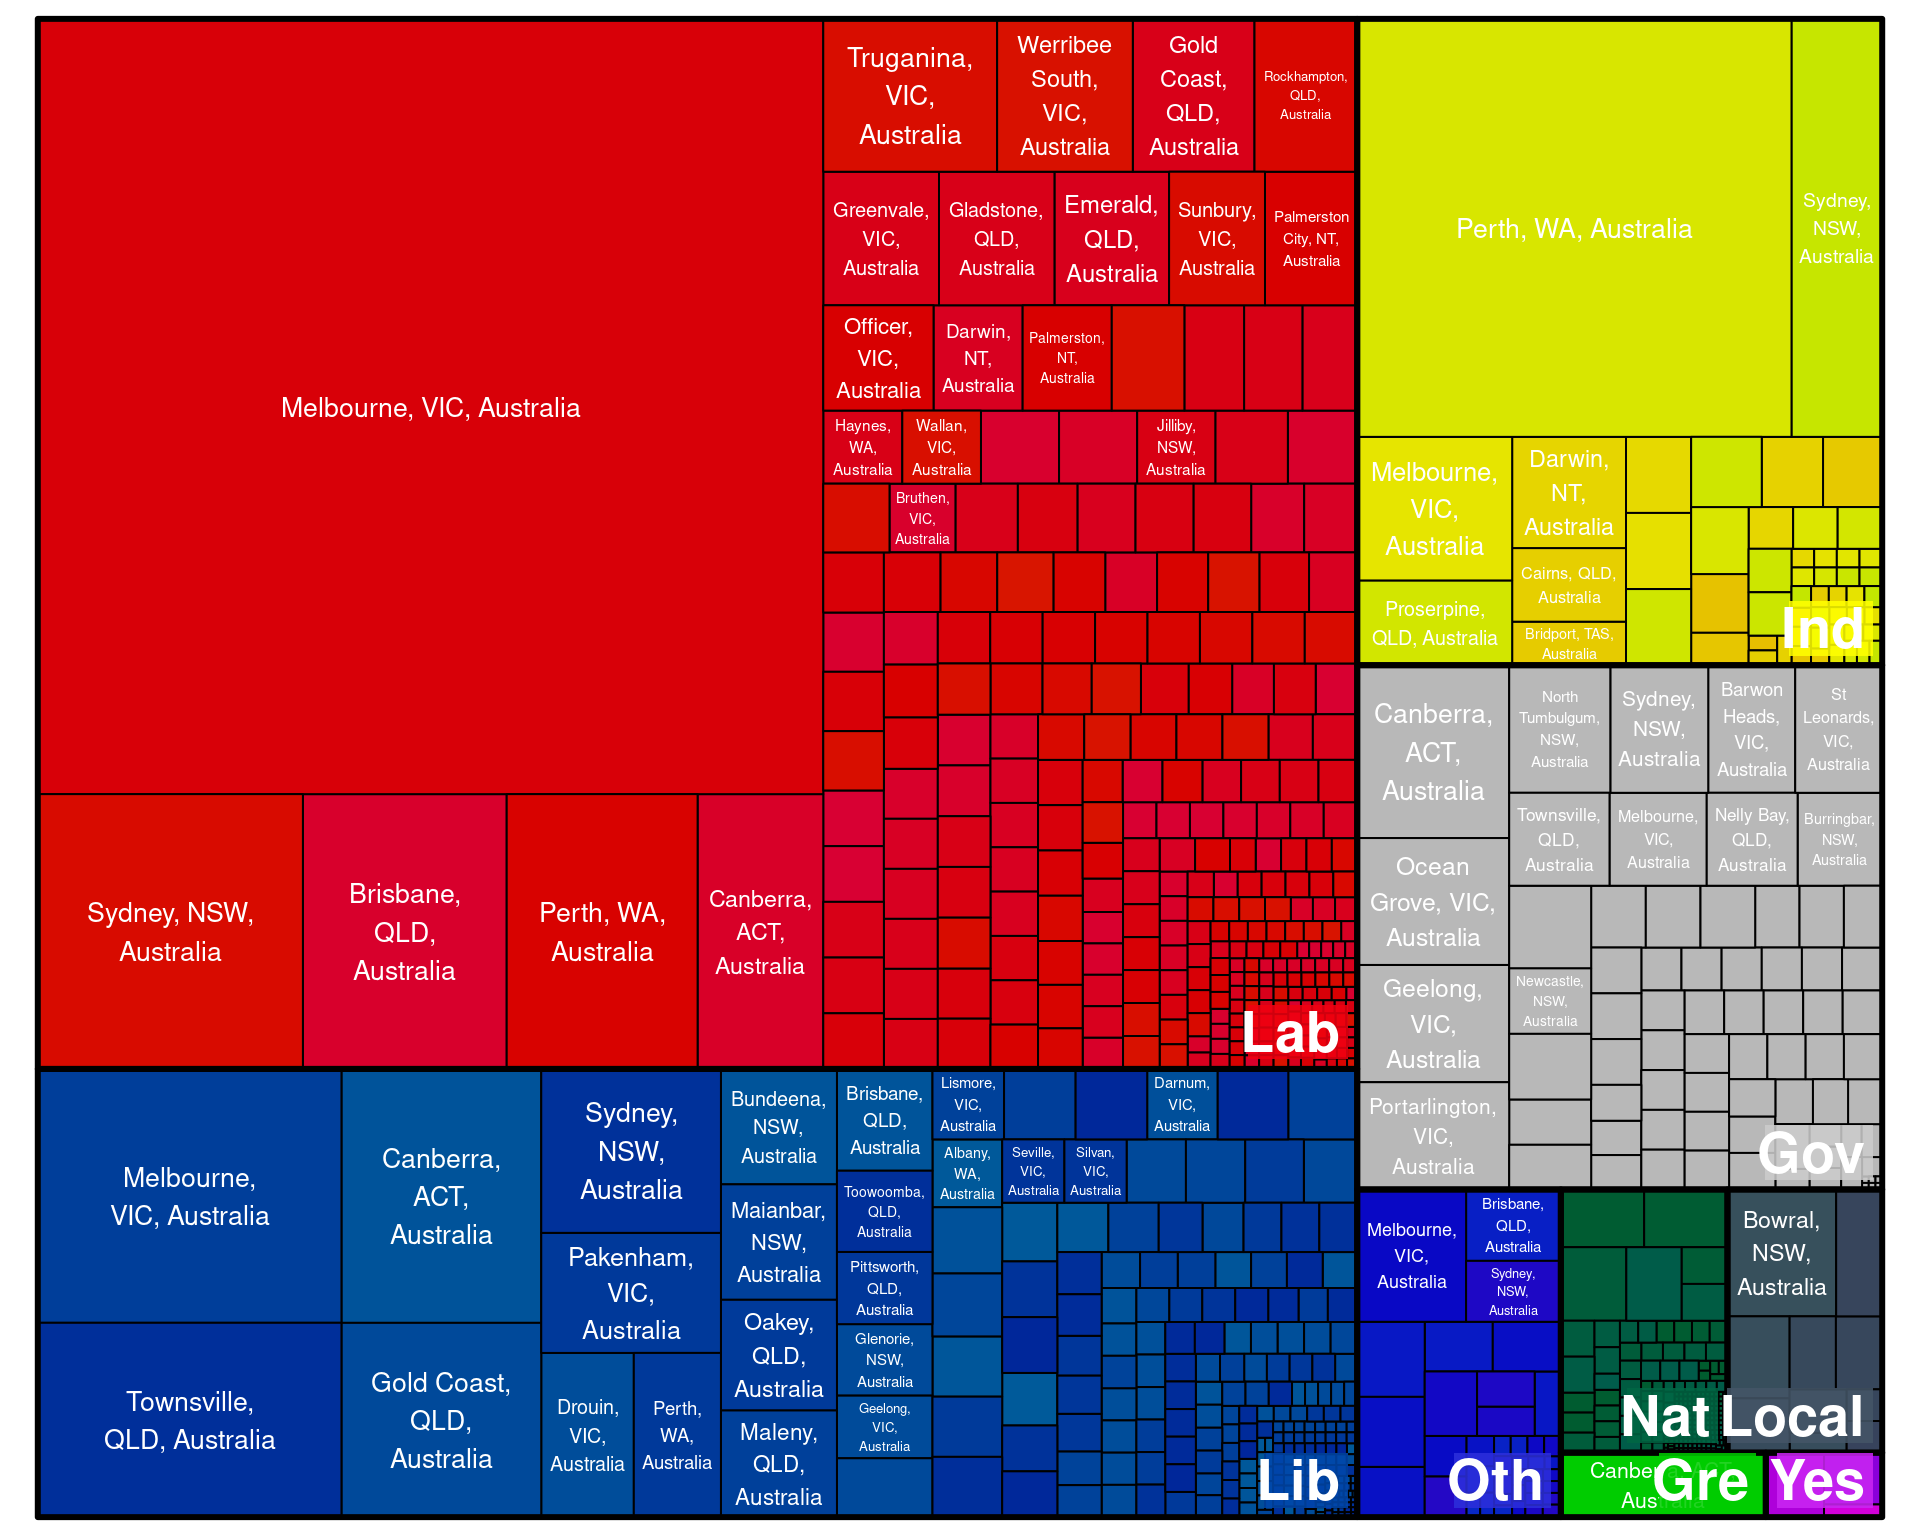 Melbourne, VIC, Australia
Sydney, NSW,
Australia
Brisbane,
QLD,
Australia
Perth, WA,
Australia
Canberra,
ACT,
Australia
Truganina,
VIC,
Australia
Werribee
South,
VIC,
Australia
Gold
Coast,
QLD,
Australia
Rockhampton,
QLD,
Australia
Greenvale,
VIC,
Australia
Gladstone,
QLD,
Australia
Emerald,
QLD,
Australia
Sunbury,
VIC,
Australia
Palmerston
City, NT,
Australia
Officer,
VIC,
Australia
Darwin,
NT,
Australia
Palmerston,
NT,
Australia
Haynes,
WA,
Australia
Wallan,
VIC,
Australia
Jilliby,
NSW,
Australia
Bruthen,
VIC,
Australia
Lab
Perth, WA, Australia
Sydney,
NSW,
Australia
Melbourne,
VIC,
Australia
Proserpine,
QLD, Australia
Darwin,
NT,
Australia
Cairns, QLD,
Australia
Bridport, TAS,
Australia
Ind
Canberra,
ACT,
Australia
Ocean
Grove, VIC,
Australia
Geelong,
VIC,
Australia
Portarlington,
VIC,
Australia
North
Tumbulgum,
NSW,
Australia
Sydney,
NSW,
Australia
Barwon
Heads,
VIC,
Australia
St
Leonards,
VIC,
Australia
Townsville,
QLD,
Australia
Melbourne,
VIC,
Australia
Nelly Bay,
QLD,
Australia
Burringbar,
NSW,
Australia
Newcastle,
NSW,
Australia
Gov
Melbourne,
VIC, Australia
Townsville,
QLD, Australia
Canberra,
ACT,
Australia
Gold Coast,
QLD,
Australia
Sydney,
NSW,
Australia
Pakenham,
VIC,
Australia
Drouin,
VIC,
Australia
Perth,
WA,
Australia
Bundeena,
NSW,
Australia
Maianbar,
NSW,
Australia
Oakey,
QLD,
Australia
Maleny,
QLD,
Australia
Brisbane,
QLD,
Australia
Toowoomba,
QLD,
Australia
Pittsworth,
QLD,
Australia
Glenorie,
NSW,
Australia
Geelong,
VIC,
Australia
Lismore,
VIC,
Australia
Darnum,
VIC,
Australia
Albany,
WA,
Australia
Seville,
VIC,
Australia
Silvan,
VIC,
Australia
Lib
Melbourne,
VIC,
Australia
Brisbane,
QLD,
Australia
Sydney,
NSW,
Australia
Oth
Nat
Bowral,
NSW,
Australia
Local
Canberra, ACT,
Australia
Gre
Yes